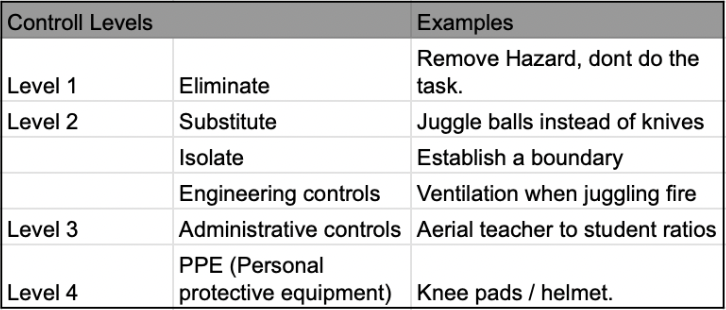 Controll Levels Examples
Remove Hazard, dont do the
Level 1 Eliminate task.
Level 2 Substitute Juggle balls instead of knives
Isolate Establish a boundary
Engineering controls Ventilation when juggling fire
Level 3 Administrative controls Aerial teacher to student ratios
PPE (Personal
Level 4 protective equipment) Knee pads / helmet.